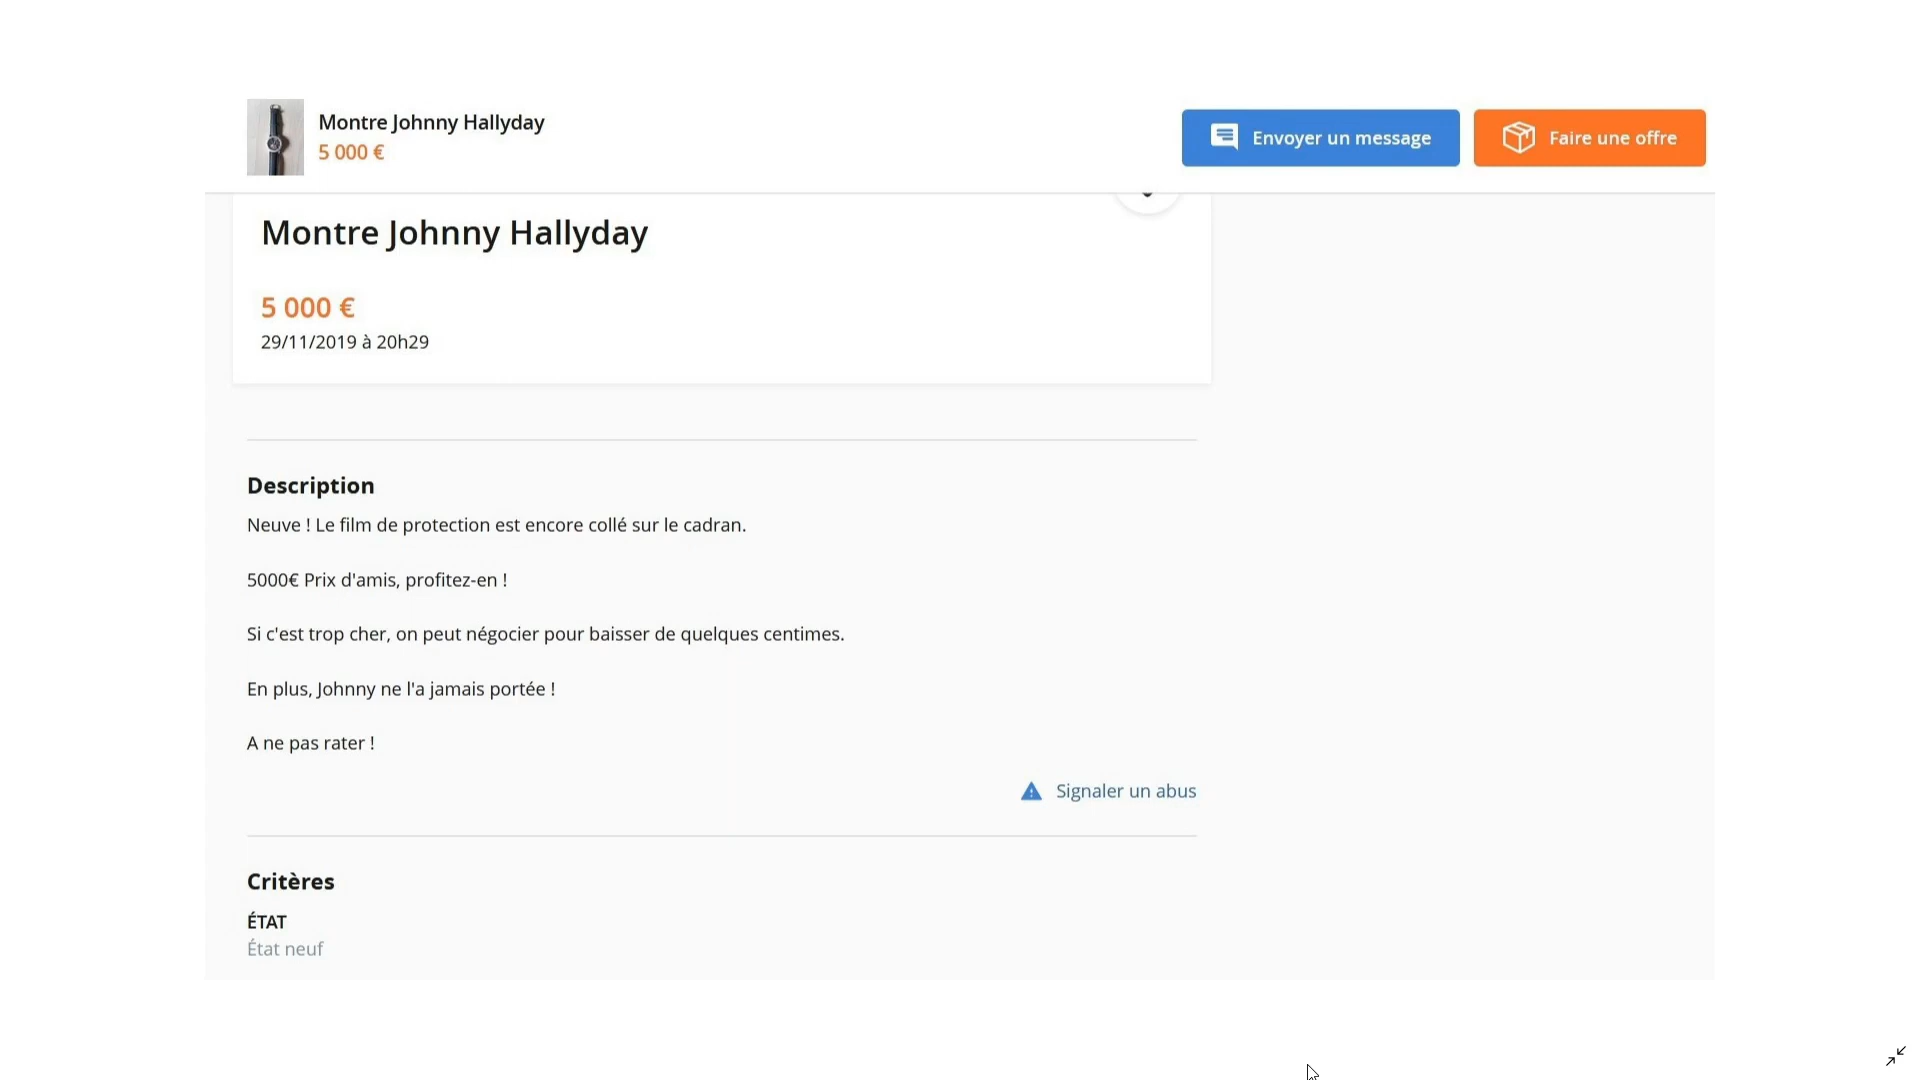 Montre Johnny Hallyday
5 000 €
Envoyer un message
Faire une offre
Montre Johnny Hallyday
5 000 €
29/11/2019 à 20h29
Description
Neuve ! Le film de protection est encore collé sur le cadran.
5000€ Prix d'amis, profitez-en !
Si c'est trop cher, on peut négocier pour baisser de quelques centimes.
En plus, Johnny ne l'a jamais portée !
A ne pas rater !
Signaler un abus
Critères
ÉTAT
État neuf